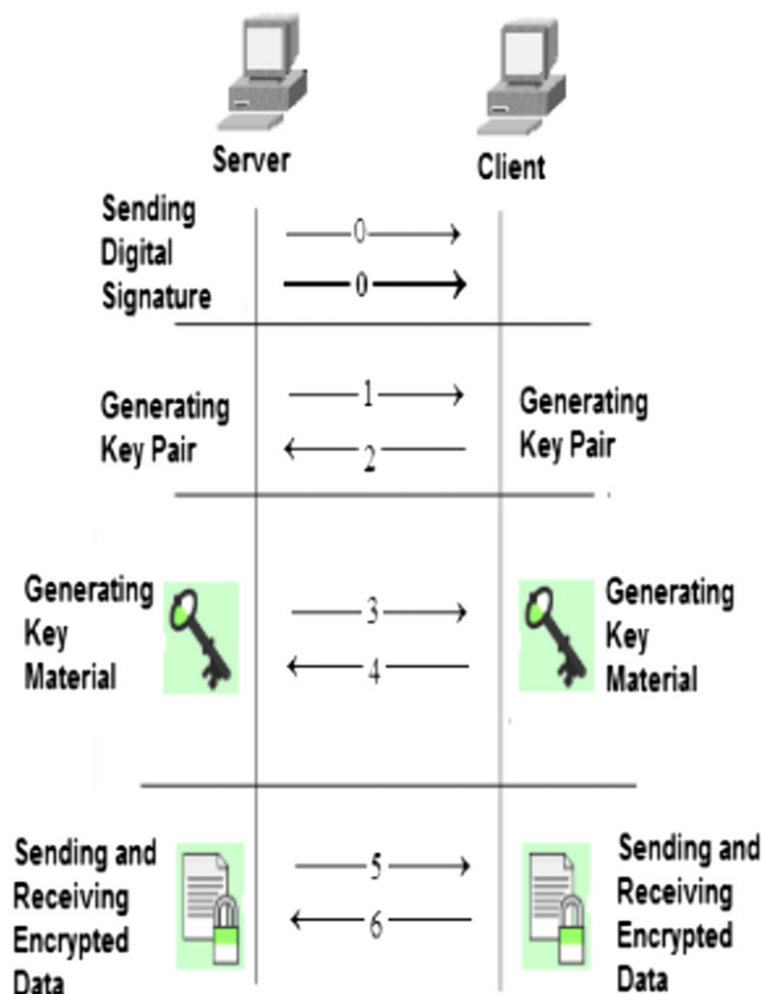 Server
Client
Sending
Digital
Signature
0
0
Generating
Key Pair
1
2
Generating
Key Pair
Generating
Key
Material
3
4
Generating
Key
Material
Sending and
Receiving
Encrypted
Data
5
6
Sending and
Receiving
Encrypted
Data